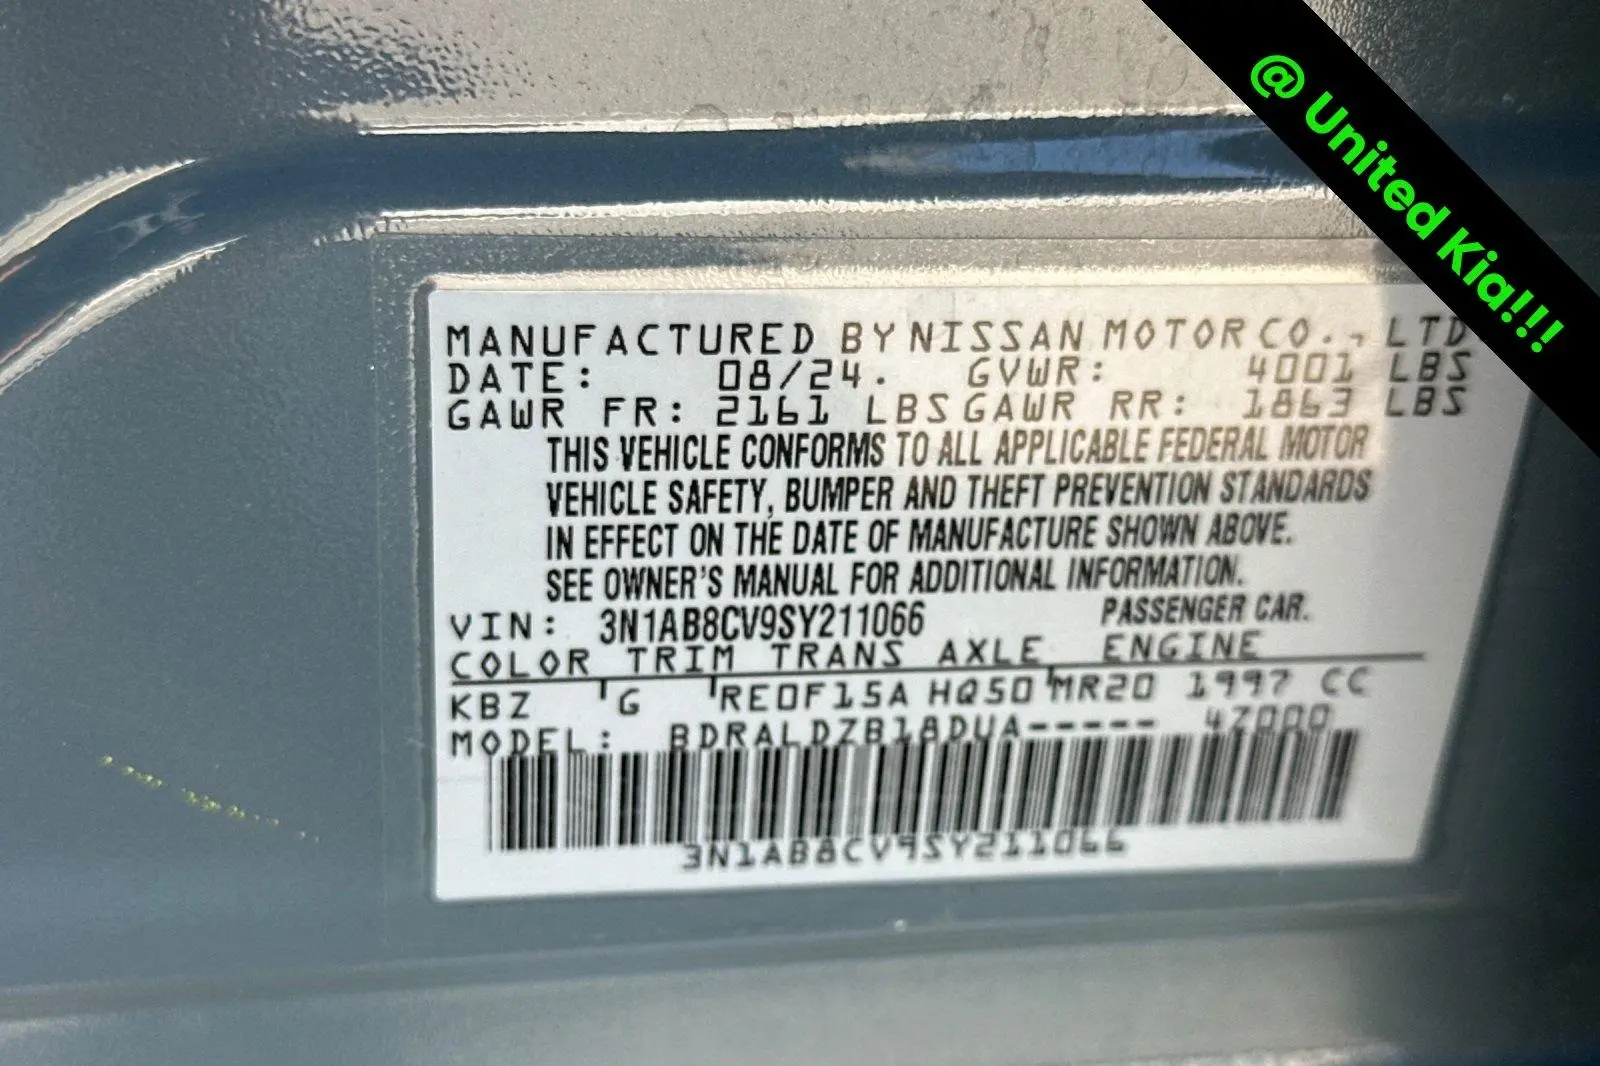 @ United Kia!!!
MANUFACTURED BY NISSAN MOTOR CO., LTD
DATE: 08/24. GVWR: 4001 LBS
GAWR FR: 2161 LBS GAWR RR: 1863 LBS
THIS VEHICLE CONFORMS TO ALL APPLICABLE FEDERAL MOTOR
VEHICLE SAFETY, BUMPER AND THEFT PREVENTION STANDARDS
IN EFFECT ON THE DATE OF MANUFACTURE SHOWN ABOVE.
SEE OWNER'S MANUAL FOR ADDITIONAL INFORMATION.
VIN: 3N1AB8CV9SY211066 PASSENGER CAR.
COLOR TRIM TRANS AXLE ENGINE
KBZ G RE0F15A HQ50 MR20 1997 CC
MODEL: BDRALDZB18DUA----- 4Z000
3N1AB8CV9SY211066